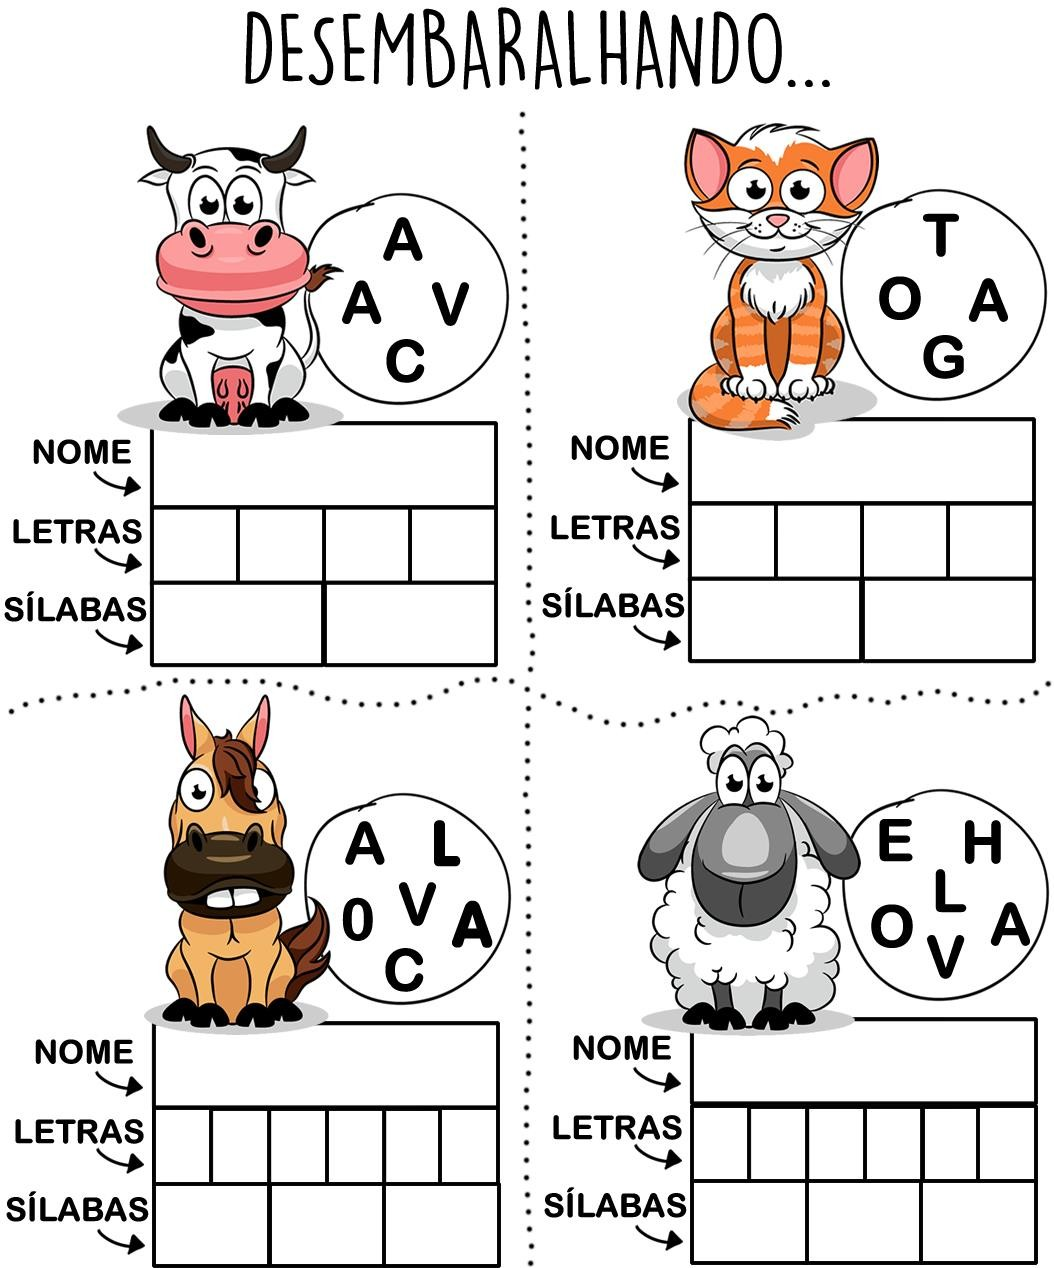 DESEMBARALHANDO...
A
A V
C
NOME
LETRAS
SÍLABAS
T
O A
G
NOME
LETRAS
SÍLABAS
A L
0 V A
C
NOME
LETRAS
SÍLABAS
E H
L
O A
V
NOME
LETRAS
SÍLABAS